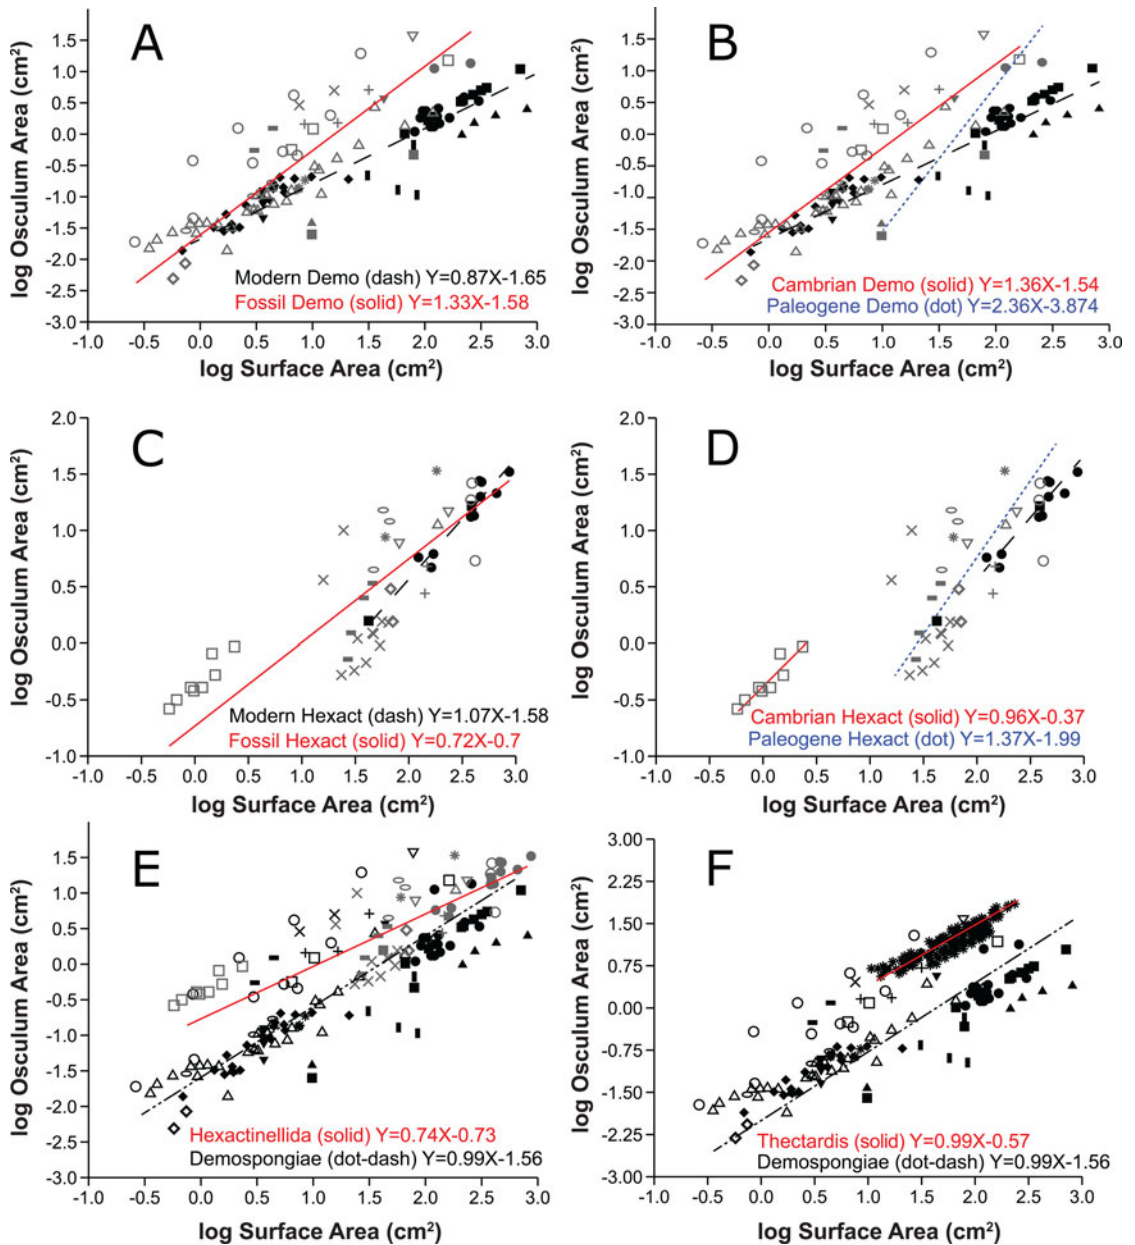 A
log Osculum Area (cm²)
1.5
1.0
0.5
0.0
-0.5
-1.0
-1.5
-2.0
-2.5
-3.0
Modern Demo (dash) Y=0.87X-1.65
Fossil Demo (solid) Y=1.33X-1.58
-1.0 -0.5 0.0 0.5 1.0 1.5 2.0 2.5 3.0
log Surface Area (cm²)
B
log Osculum Area (cm²)
1.5
1.0
0.5
0.0
-0.5
-1.0
-1.5
-2.0
-2.5
-3.0
Cambrian Demo (solid) Y=1.36X-1.54
Paleogene Demo (dot) Y=2.36X-3.874
-1.0 -0.5 0.0 0.5 1.0 1.5 2.0 2.5 3.0
log Surface Area (cm²)
C
log Osculum Area (cm²)
2.0
1.5
1.0
0.5
0.0
-0.5
-1.0
Modern Hexact (dash) Y=1.07X-1.58
Fossil Hexact (solid) Y=0.72X-0.7
-1.0 -0.5 0.0 0.5 1.0 1.5 2.0 2.5 3.0
log Surface Area (cm²)
D
log Osculum Area (cm²)
2.0
1.5
1.0
0.5
0.0
-0.5
-1.0
Cambrian Hexact (solid) Y=0.96X-0.37
Paleogene Hexact (dot) Y=1.37X-1.99
-1.0 -0.5 0.0 0.5 1.0 1.5 2.0 2.5 3.0
log Surface Area (cm²)
E
log Osculum Area (cm²)
1.5
1.0
0.5
0.0
-0.5
-1.0
-1.5
-2.0
-2.5
-3.0
Hexactinellida (solid) Y=0.74X-0.73
Demospongiae (dot-dash) Y=0.99X-1.56
-1.0 -0.5 0.0 0.5 1.0 1.5 2.0 2.5 3.0
log Surface Area (cm²)
F
log Osculum Area (cm²)
3.00
2.25
1.50
0.75
0.00
-0.75
-1.50
-2.25
-3.00
Thectardis (solid) Y=0.99X-0.57
Demospongiae (dot-dash) Y=0.99X-1.56
-1.0 -0.5 0.0 0.5 1.0 1.5 2.0 2.5 3.0
log Surface Area (cm²)